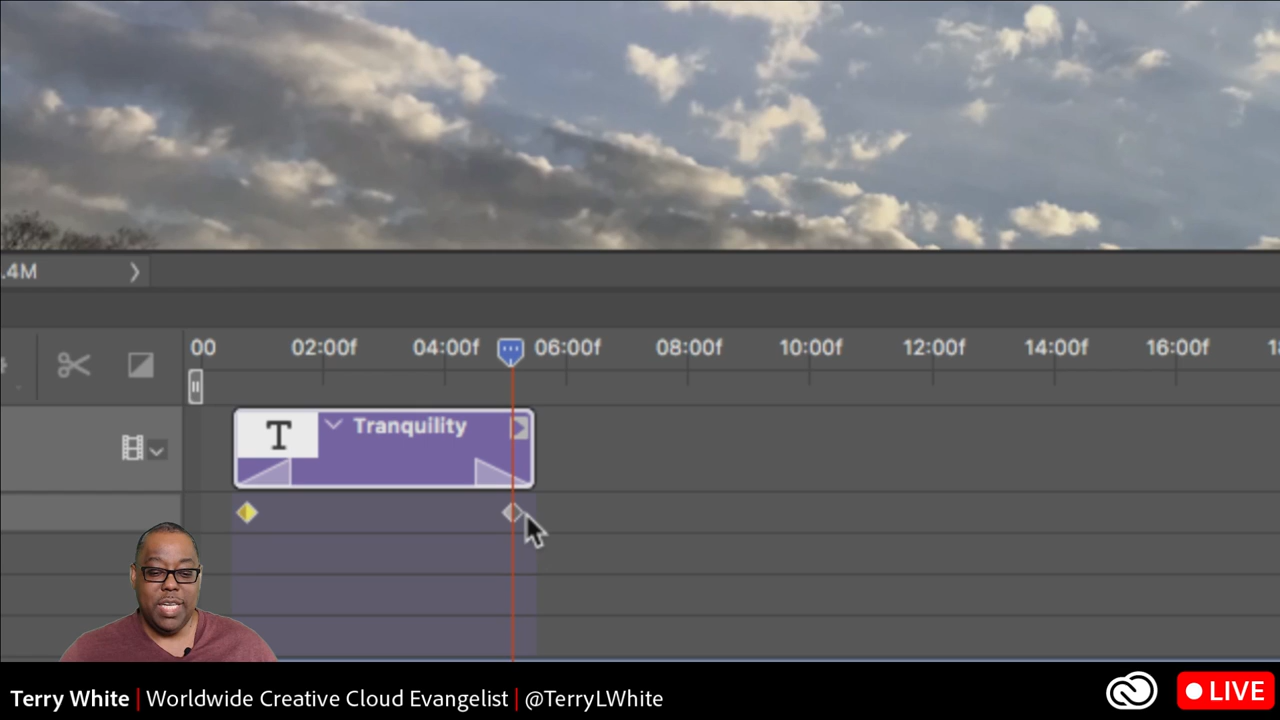 .4M
00 02:00f 04:00f 06:00f 08:00f 10:00f 12:00f 14:00f 16:00f
T Tranquility
Terry White | Worldwide Creative Cloud Evangelist | @TerryLWhite
LIVE